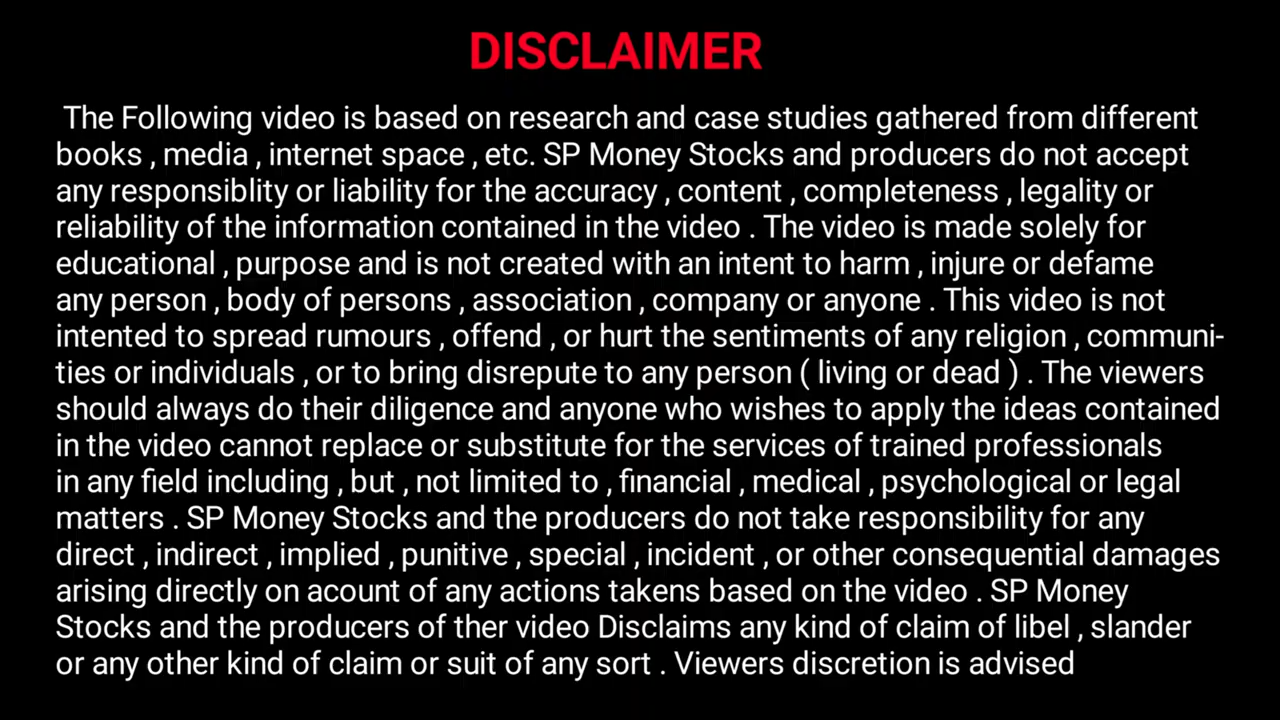 DISCLAIMER
The Following video is based on research and case studies gathered from different
books , media , internet space , etc. SP Money Stocks and producers do not accept
any responsiblity or liability for the accuracy , content , completeness , legality or
reliability of the information contained in the video . The video is made solely for
educational , purpose and is not created with an intent to harm , injure or defame
any person , body of persons , association , company or anyone . This video is not
intented to spread rumours , offend , or hurt the sentiments of any religion , communi-
ties or individuals , or to bring disrepute to any person ( living or dead ) . The viewers
should always do their diligence and anyone who wishes to apply the ideas contained
in the video cannot replace or substitute for the services of trained professionals
in any field including , but , not limited to , financial , medical , psychological or legal
matters . SP Money Stocks and the producers do not take responsibility for any
direct , indirect , implied , punitive , special , incident , or other consequential damages
arising directly on acount of any actions takens based on the video . SP Money
Stocks and the producers of ther video Disclaims any kind of claim of libel , slander
or any other kind of claim or suit of any sort . Viewers discretion is advised